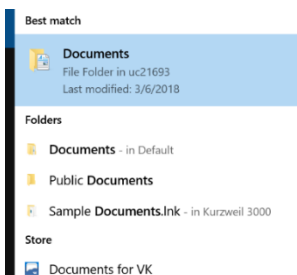 Best match
Documents
File Folder in uc21693
Last modified: 3/6/2018
Folders
Documents - in Default
Public Documents
Sample Documents.lnk - in Kurzweil 3000
Store
Documents for VK